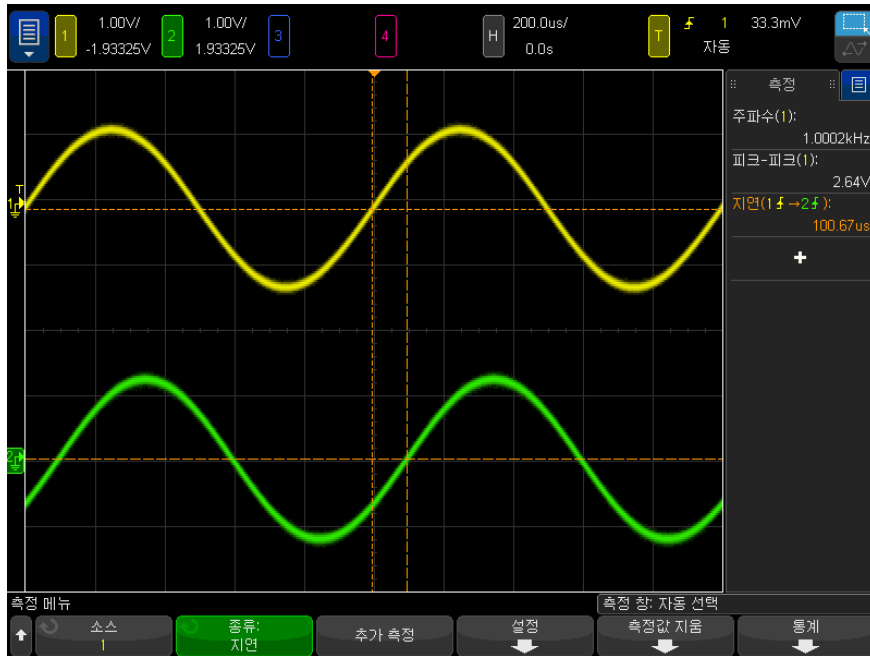 1 1.00V/ 2 1.00V/ 3 4 H 200.0us/ T 1 33.3mV
-1.93325V 1.93325V 0.0s 자동
측정
주파수(1):
1.0002kHz
피크-피크(1):
2.64V
지연(1→2):
100.67us
+
T
1
2
측정 메뉴
측정 창: 자동 선택
소스
1
종류:
지연
추가 측정
설정
측정값 지움
통계